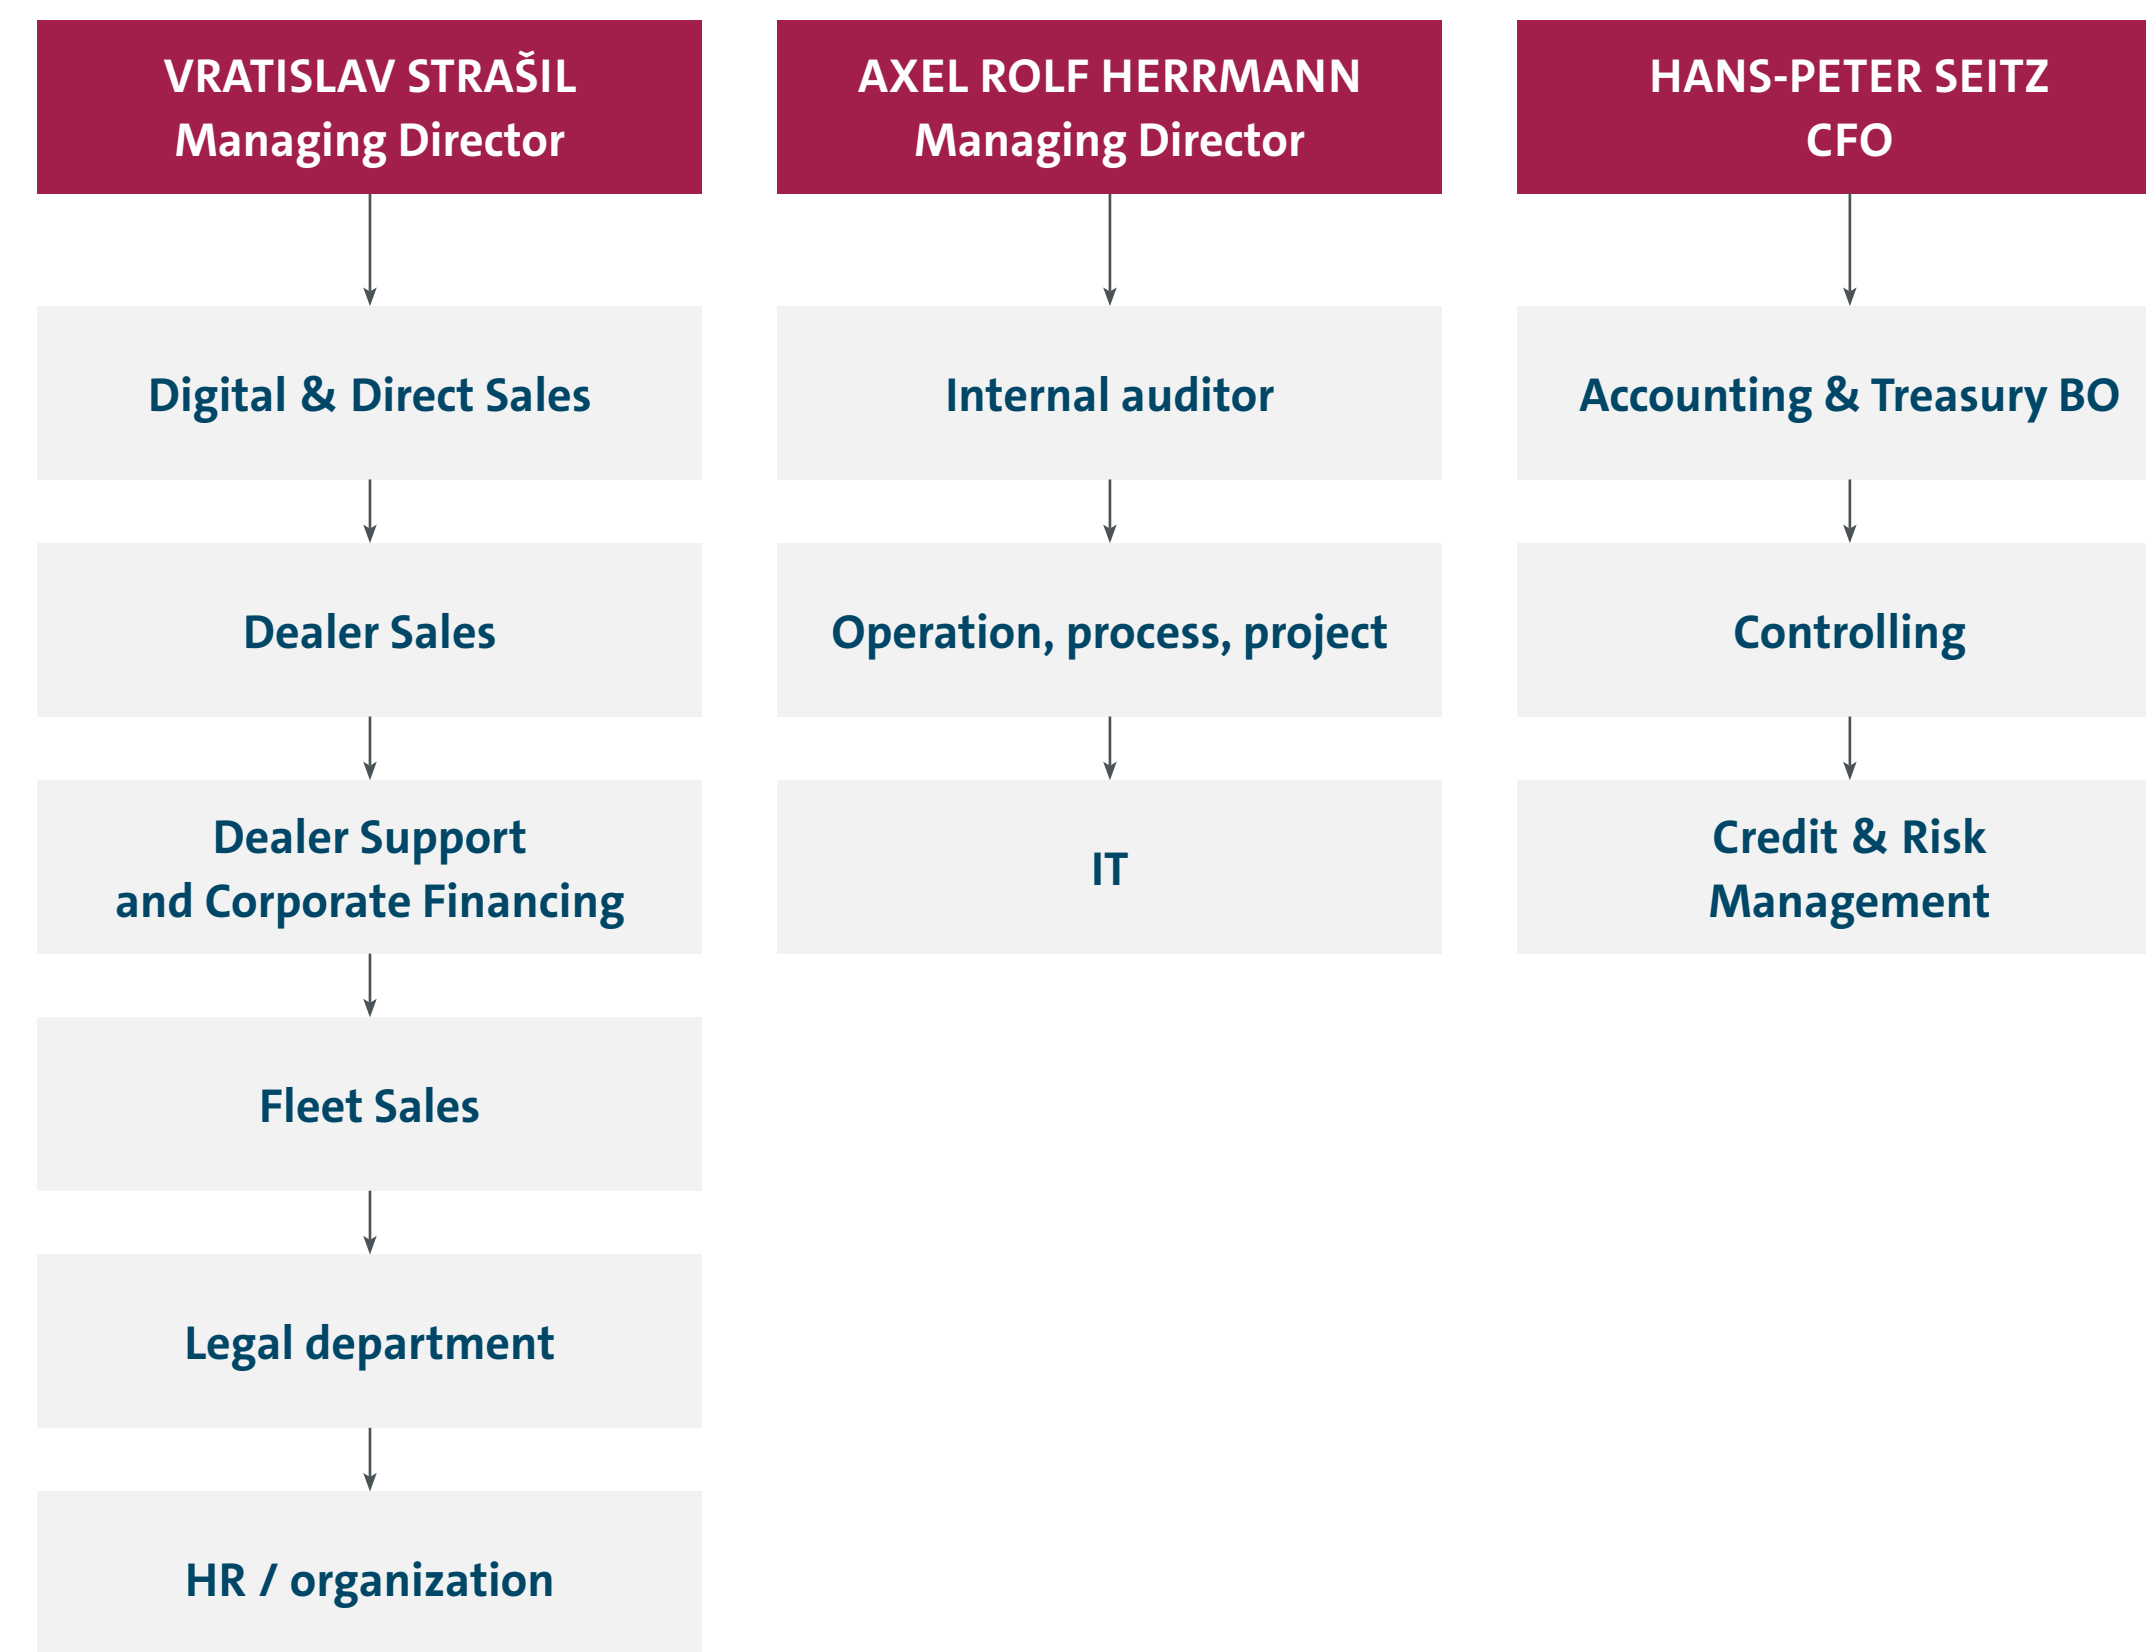 VRATISLAV STRAŠIL
Managing Director
Digital & Direct Sales
Dealer Sales
Dealer Support
and Corporate Financing
Fleet Sales
Legal department
HR / organization
AXEL ROLF HERRMANN
Managing Director
Internal auditor
Operation, process, project
IT
HANS-PETER SEITZ
CFO
Accounting & Treasury BO
Controlling
Credit & Risk
Management